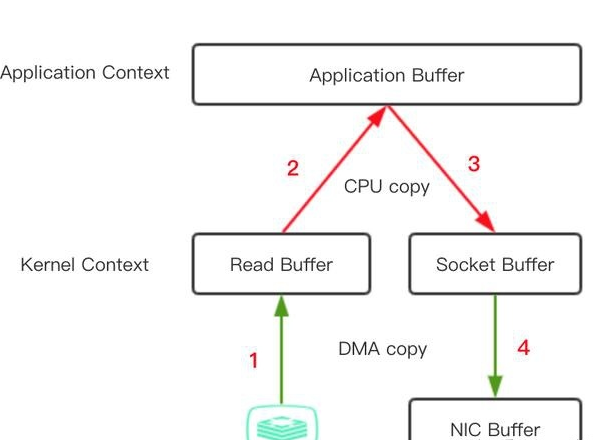 Application Context
Application Buffer
2
3
CPU copy
Kernel Context
Read Buffer
Socket Buffer
1
DMA copy
4
NIC Buffer